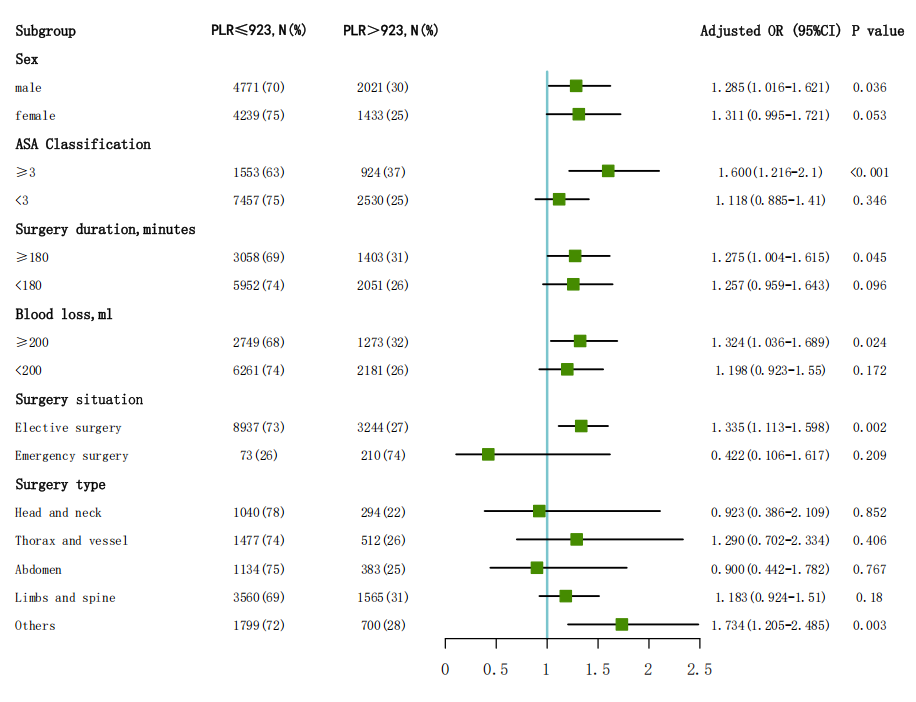 Subgroup PLR≤923,N(%) PLR>923,N(%) Adjusted OR (95%CI) P value
Sex
male 4771(70) 2021(30) 1.285(1.016-1.621) 0.036
female 4239(75) 1433(25) 1.311(0.995-1.721) 0.053
ASA Classification
≥3 1553(63) 924(37) 1.600(1.216-2.1) <0.001
<3 7457(75) 2530(25) 1.118(0.885-1.41) 0.346
Surgery duration,minutes
≥180 3058(69) 1403(31) 1.275(1.004-1.615) 0.045
<180 5952(74) 2051(26) 1.257(0.959-1.643) 0.096
Blood loss,ml
≥200 2749(68) 1273(32) 1.324(1.036-1.689) 0.024
<200 6261(74) 2181(26) 1.198(0.923-1.55) 0.172
Surgery situation
Elective surgery 8937(73) 3244(27) 1.335(1.113-1.598) 0.002
Emergency surgery 73(26) 210(74) 0.422(0.106-1.617) 0.209
Surgery type
Head and neck 1040(78) 294(22) 0.923(0.386-2.109) 0.852
Thorax and vessel 1477(74) 512(26) 1.290(0.702-2.334) 0.406
Abdomen 1134(75) 383(25) 0.900(0.442-1.782) 0.767
Limbs and spine 3560(69) 1565(31) 1.183(0.924-1.51) 0.18
Others 1799(72) 700(28) 1.734(1.205-2.485) 0.003
0 0.5 1 1.5 2 2.5